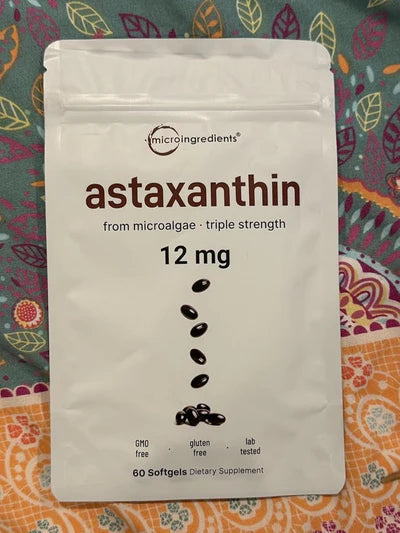 microingredients®
astaxanthin
from microalgae · triple strength
12 mg
GMO free · gluten free · lab tested
60 Softgels Dietary Supplement